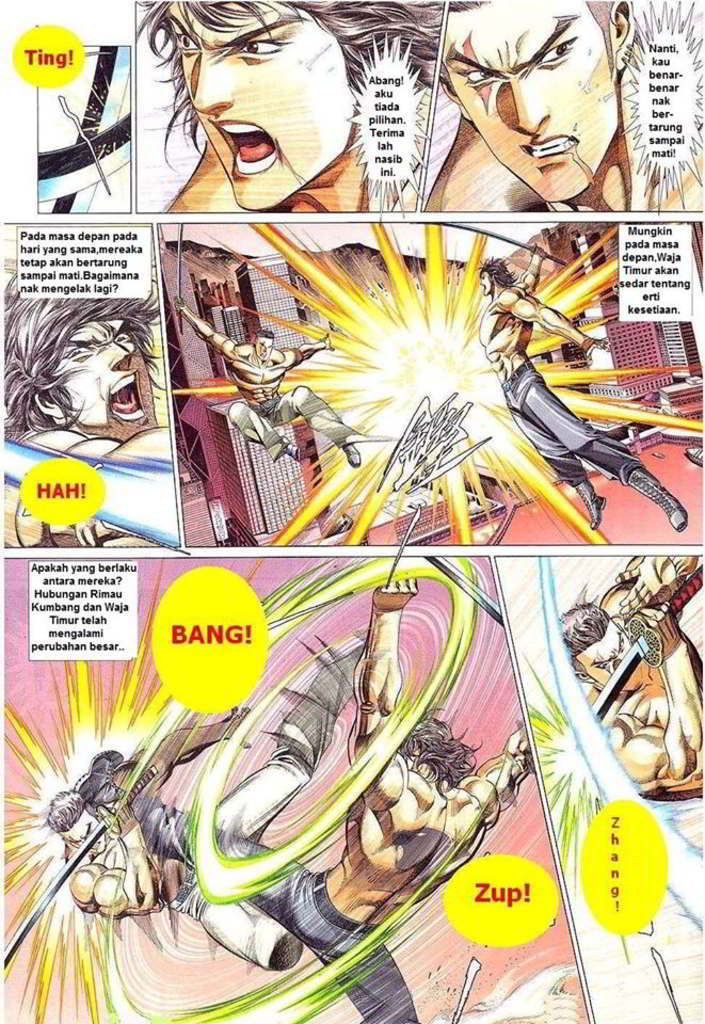 Ting!
Abang!
aku
tiada
pilihan.
Terima
lah
nasib
ini.
Nanti,
kau
benar-
benar
nak
ber-
tarung
sampai
mati!
Pada masa depan pada
hari yang sama,mereaka
tetap akan bertarung
sampai mati.Bagaimana
nak mengelak lagi?
Mungkin
pada masa
depan,Waja
Timur akan
sedar tentang
erti
kesetiaan.
HAH!
Apakah yang berlaku
antara mereka?
Hubungan Rimau
Kumbang dan Waja
Timur telah
mengalami
perubahan besar..
BANG!
Zup!
Zhang!